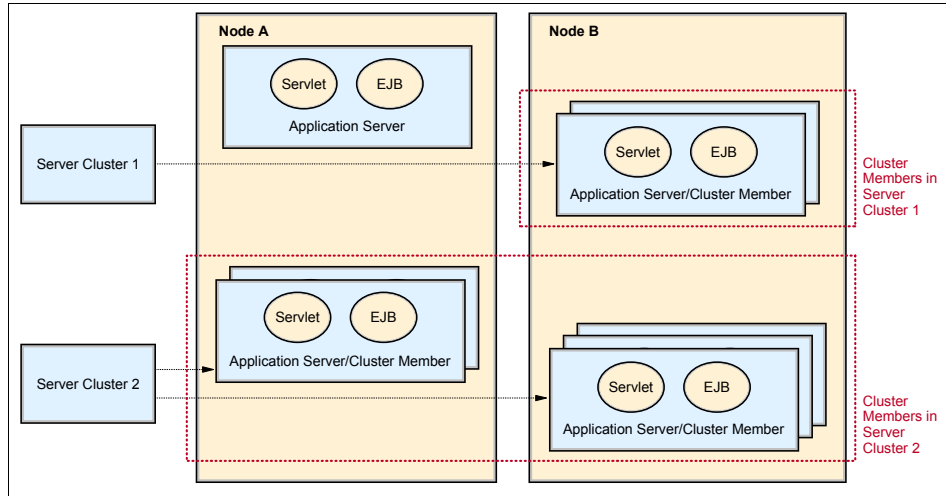 Node A
Node B
Servlet
EJB
Application Server
Server Cluster 1
Servlet
EJB
Application Server/Cluster Member
Cluster
Members in
Server
Cluster 1
Servlet
EJB
Application Server/Cluster Member
Server Cluster 2
Servlet
EJB
Application Server/Cluster Member
Cluster
Members in
Server
Cluster 2